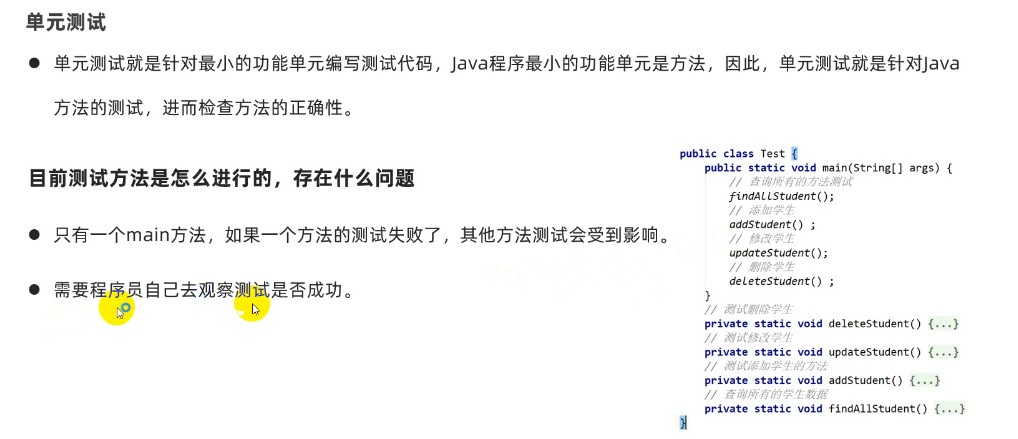 单元测试
● 单元测试就是针对最小的功能单元编写测试代码，Java程序最小的功能单元是方法，因此，单元测试就是针对Java
方法的测试，进而检查方法的正确性。
目前测试方法是怎么进行的，存在什么问题
● 只有一个main方法，如果一个方法的测试失败了，其他方法测试会受到影响。
● 需要程序员自己去观察测试是否成功。
public class Test {
public static void main(String[] args) {
// 查询所有的方法测试
findAllStudent();
// 添加学生
addStudent() ;
// 修改学生
updateStudent();
// 删除学生
deleteStudent() ;
}
// 测试删除学生
private static void deleteStudent() {...}
// 测试修改学生
private static void updateStudent() {...}
// 测试添加学生的方法
private static void addStudent() {...}
// 查询所有的学生数据
private static void findAllStudent() {...}
}